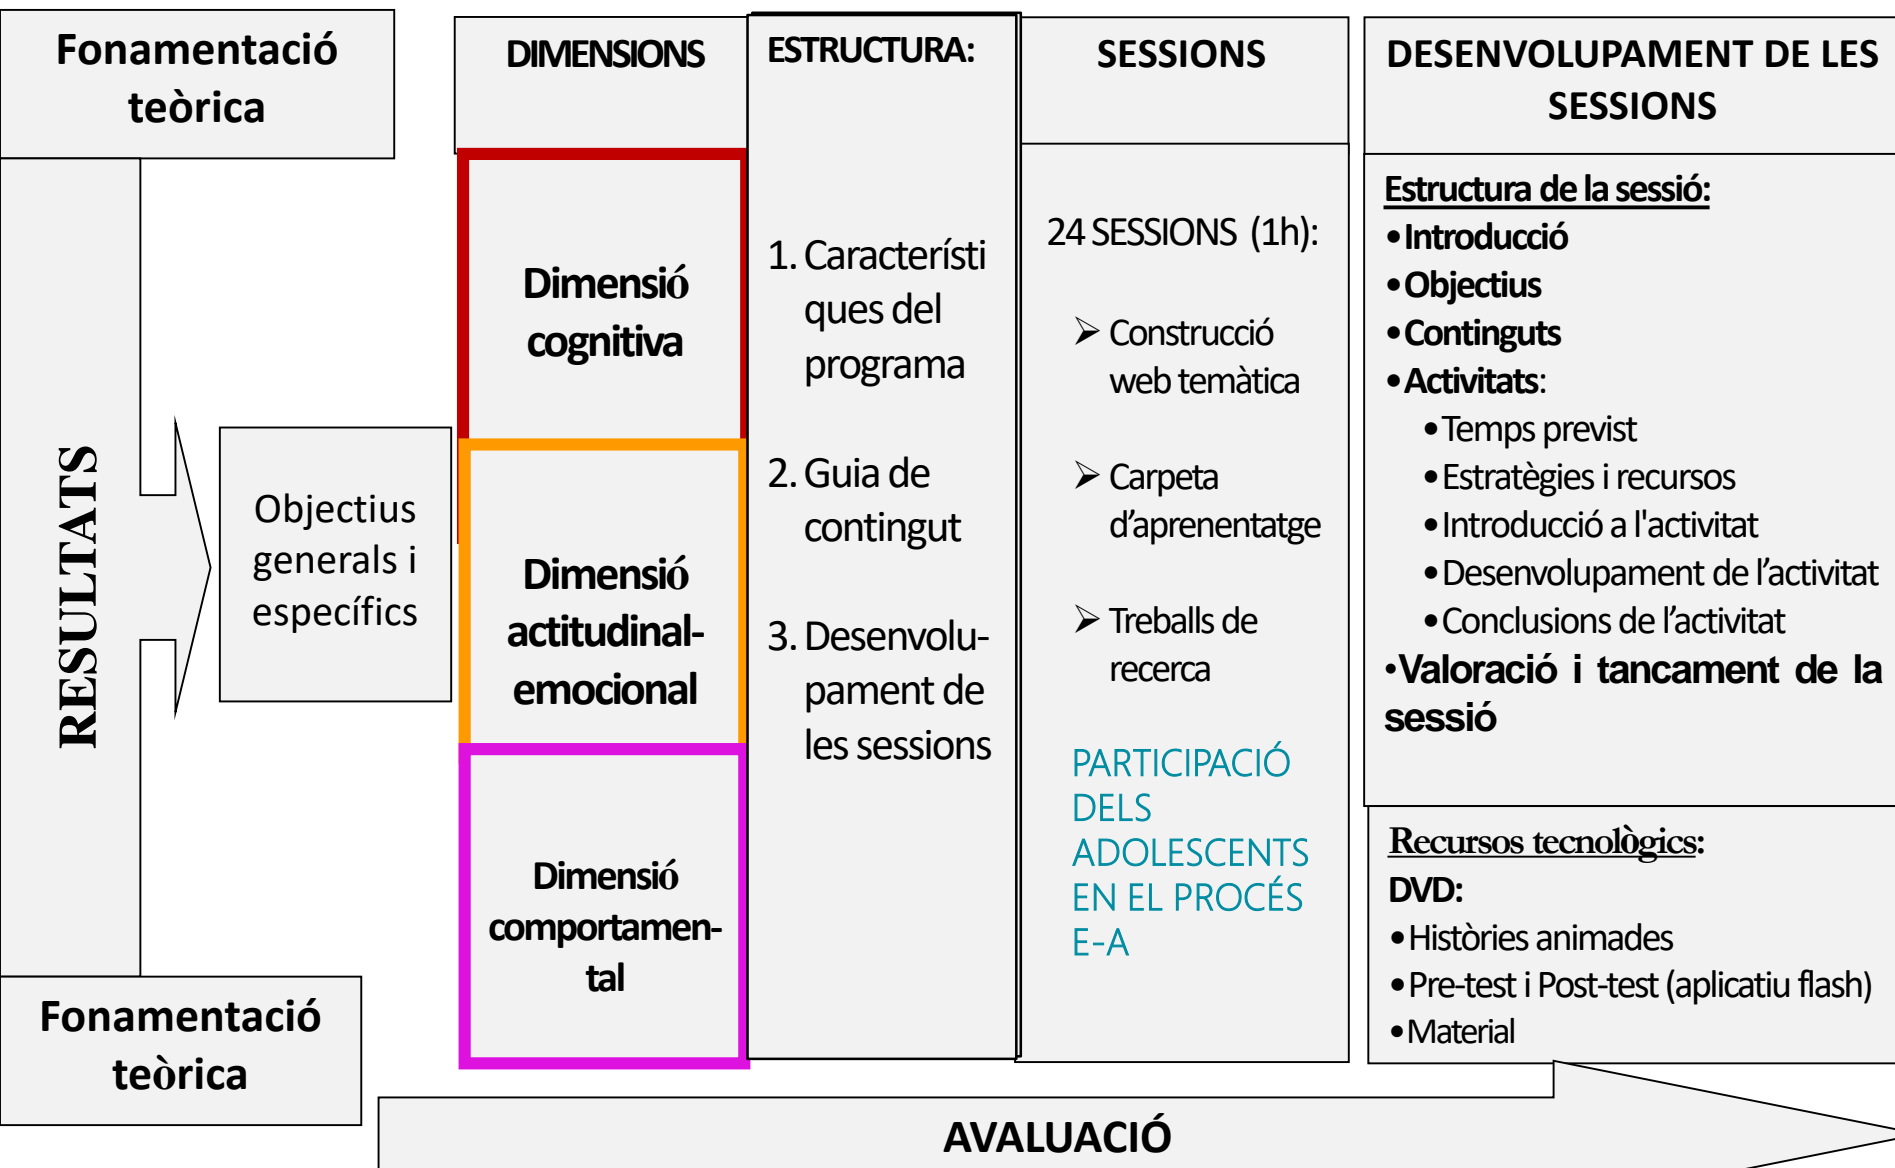 Fonamentació
teòrica
RESULTATS
Fonamentació
teòrica
Objectius
generals i
específics
DIMENSIONS
Dimensió
cognitiva
Dimensió
actitudinal-
emocional
Dimensió
comportamen-
tal
ESTRUCTURA:
1. Característi
ques del
programa
2. Guia de
contingut
3. Desenvolu-
pament de
les sessions
SESSIONS
24 SESSIONS (1h):
➢ Construcció
web temàtica
➢ Carpeta
d’aprenentatge
➢ Treballs de
recerca
PARTICIPACIÓ
DELS
ADOLESCENTS
EN EL PROCÉS
E-A
DESENVOLUPAMENT DE LES
SESSIONS
Estructura de la sessió:
•Introducció
•Objectius
•Continguts
•Activitats:
•Temps previst
•Estratègies i recursos
•Introducció a l'activitat
•Desenvolupament de l’activitat
•Conclusions de l’activitat
•Valoració i tancament de la
sessió
Recursos tecnològics:
DVD:
•Històries animades
•Pre-test i Post-test (aplicatiu flash)
•Material
AVALUACIÓ